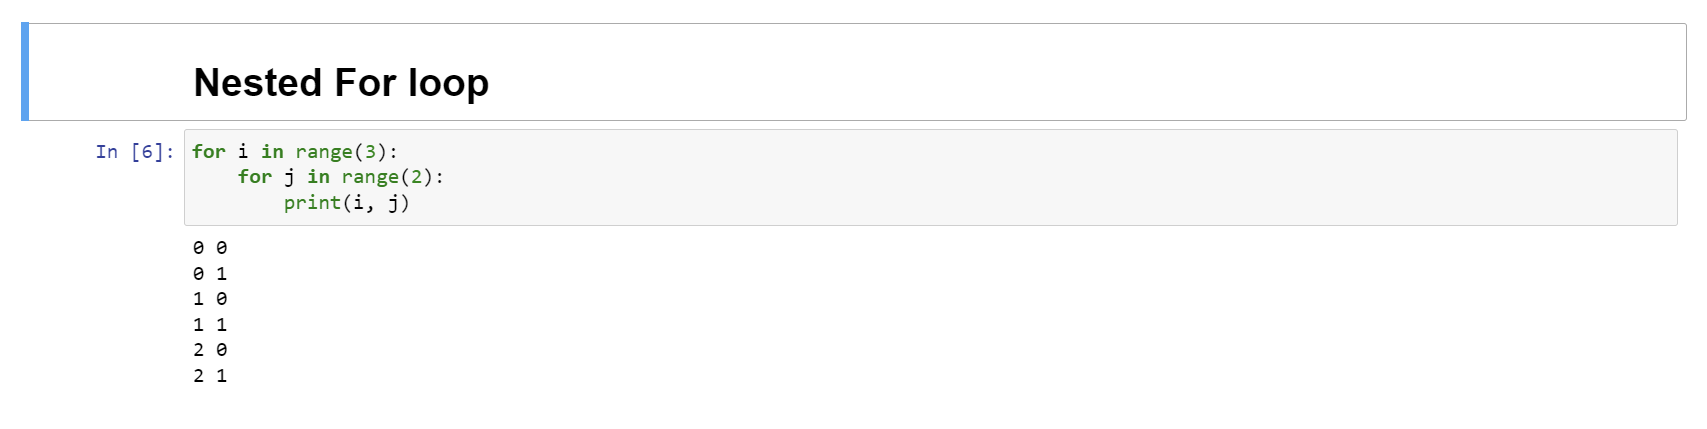 Nested For loop
In [6]: for i in range(3):
    for j in range(2):
        print(i, j)
0 0
0 1
1 0
1 1
2 0
2 1